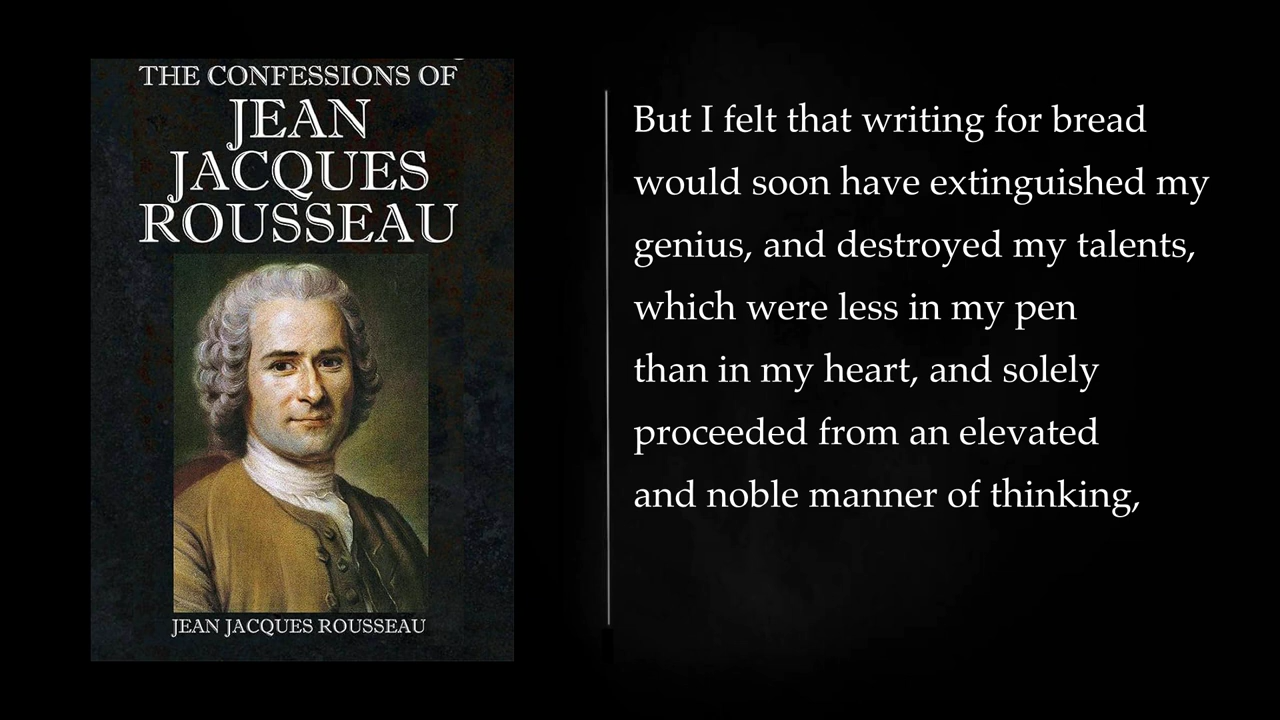 THE CONFESSIONS OF
JEAN
JACQUES
ROUSSEAU
JEAN JACQUES ROUSSEAU
But I felt that writing for bread
would soon have extinguished my
genius, and destroyed my talents,
which were less in my pen
than in my heart, and solely
proceeded from an elevated
and noble manner of thinking,